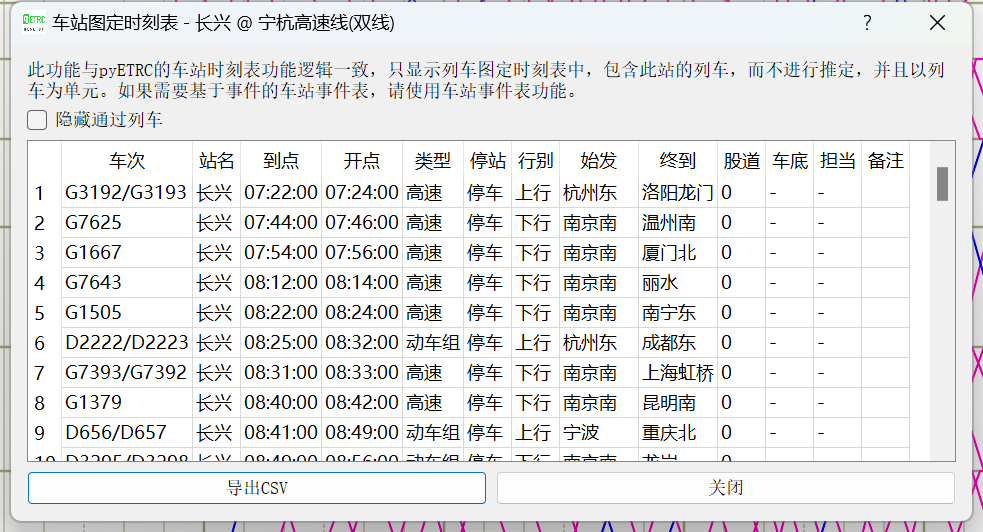 ETRC 车站图定时刻表 - 长兴 @ 宁杭高速线(双线) ?
此功能与pyETRC的车站时刻表功能逻辑一致，只显示列车图定时刻表中，包含此站的列车，而不进行推定，并且以列
车为单元。如果需要基于事件的车站事件表，请使用车站事件表功能。
隐藏通过列车
车次 站名 到点 开点 类型 停站 行别 始发 终到 股道 车底 担当 备注
1 G3192/G3193 长兴 07:22:00 07:24:00 高速 停车 上行 杭州东 洛阳龙门 0 - -
2 G7625 长兴 07:44:00 07:46:00 高速 停车 下行 南京南 温州南 0 - -
3 G1667 长兴 07:54:00 07:56:00 高速 停车 下行 南京南 厦门北 0 - -
4 G7643 长兴 08:12:00 08:14:00 高速 停车 下行 南京南 丽水 0 - -
5 G1505 长兴 08:22:00 08:24:00 高速 停车 下行 南京南 南宁东 0 - -
6 D2222/D2223 长兴 08:25:00 08:32:00 动车组 停车 上行 杭州东 成都东 0 - -
7 G7393/G7392 长兴 08:31:00 08:33:00 高速 停车 下行 南京南 上海虹桥 0 - -
8 G1379 长兴 08:40:00 08:42:00 高速 停车 下行 南京南 昆明南 0 - -
9 D656/D657 长兴 08:41:00 08:49:00 动车组 停车 上行 宁波 重庆北 0 - -
10 D3295/D3298 长兴 08:49:00 08:56:00 动车组 停车 下行 南京南 龙岩 0 - -
导出CSV 关闭